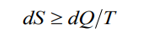 dS ≥ dQ/T